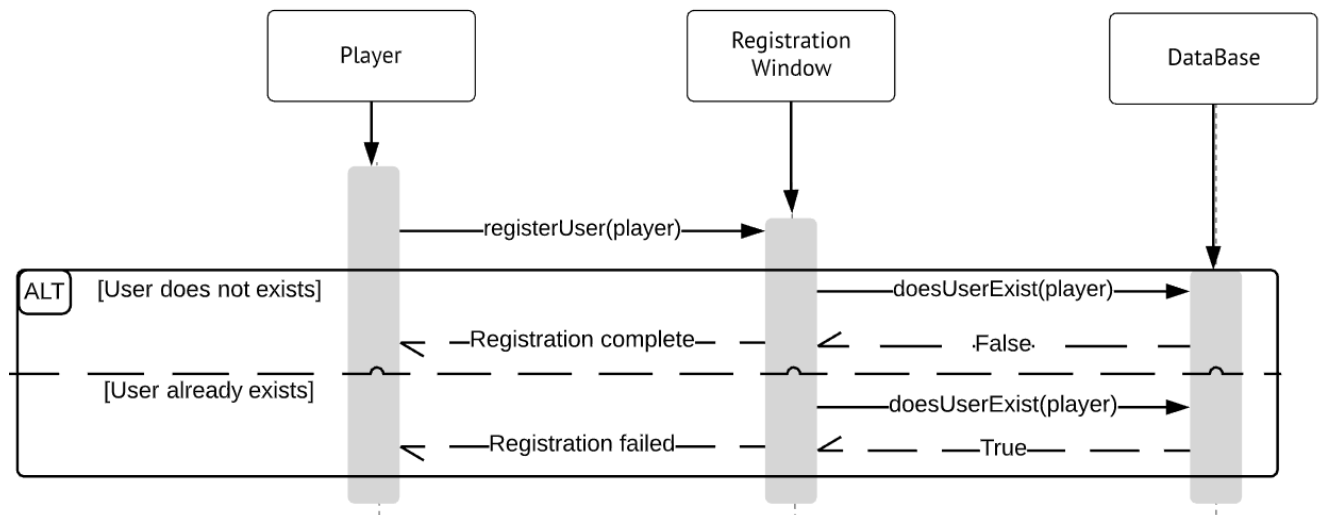 Player
Registration
Window
DataBase
registerUser(player)
ALT
[User does not exists]
doesUserExist(player)
Registration complete
False
[User already exists]
doesUserExist(player)
Registration failed
True